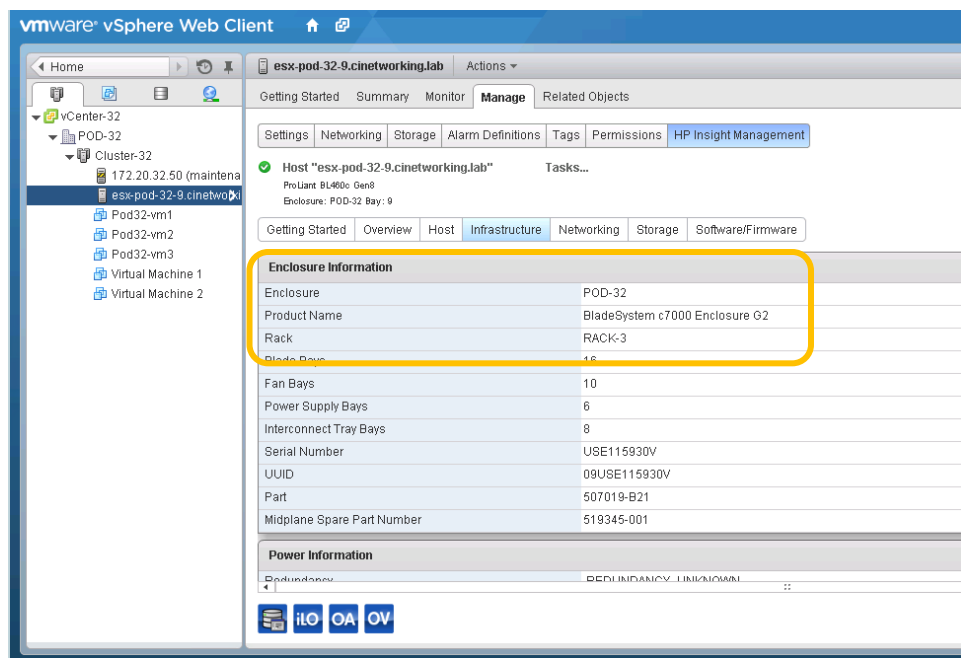 vmware® vSphere Web Client
Home
esx-pod-32-9.cinetworking.lab Actions
Getting Started Summary Monitor Manage Related Objects
vCenter-32
POD-32
Cluster-32
172.20.32.50 (maintena
esx-pod-32-9.cinetwo
Pod32-vm1
Pod32-vm2
Pod32-vm3
Virtual Machine 1
Virtual Machine 2
Settings Networking Storage Alarm Definitions Tags Permissions HP Insight Management
Host "esx-pod-32-9.cinetworking.lab" Tasks...
ProLiant BL460c Gen8
Enclosure: POD-32 Bay: 9
Getting Started Overview Host Infrastructure Networking Storage Software/Firmware
Enclosure Information
Enclosure POD-32
Product Name BladeSystem c7000 Enclosure G2
Rack RACK-3
Blade Bays 16
Fan Bays 10
Power Supply Bays 6
Interconnect Tray Bays 8
Serial Number USE115930V
UUID 09USE115930V
Part 507019-B21
Midplane Spare Part Number 519345-001
Power Information
Redundancy REDUNDANCY_UNKNOWN
iLO OA OV